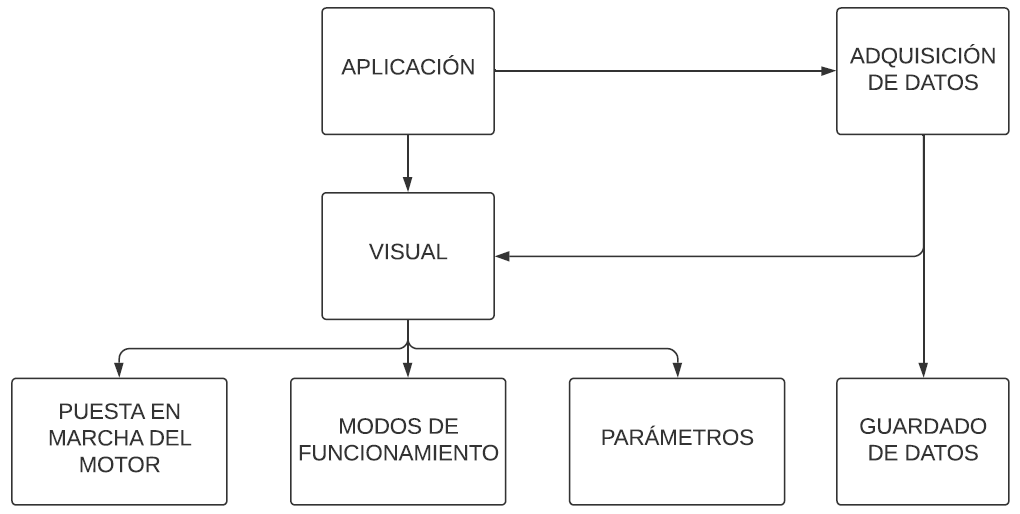 APLICACIÓN
ADQUISICIÓN
DE DATOS
VISUAL
PUESTA EN
MARCHA DEL
MOTOR
MODOS DE
FUNCIONAMIENTO
PARÁMETROS
GUARDADO
DE DATOS